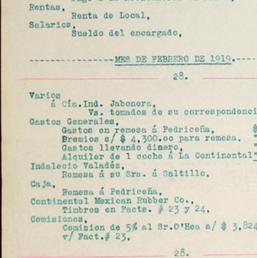 Rentas,
Renta de Local,
Salarios,
Sueldo del encargado,
MES DE FEBRERO DE 1919.
28.
Varios
á Cía.Ind. Jabonera,
Vs. tomados de su correspondenci
Gastos Generales,
Gastos en remesa á Pedriceña, $
Premios s/ $ 4,300.oo para remesa,
Gastos llevando dinero,
Alquiler de 1 coche á La Continental
Indalecio Valadéz,
Remesa á su Sra. á Saltillo,
Caja,
Remesa á Pedriceña,
Continental Mexican Rubber Co.,
Timbres en Facts. # 23 y 24,
Comisiones,
Comision de 5% al Sr.O'Hea s/ $ 3,824
v/ Fact.# 23,
28.